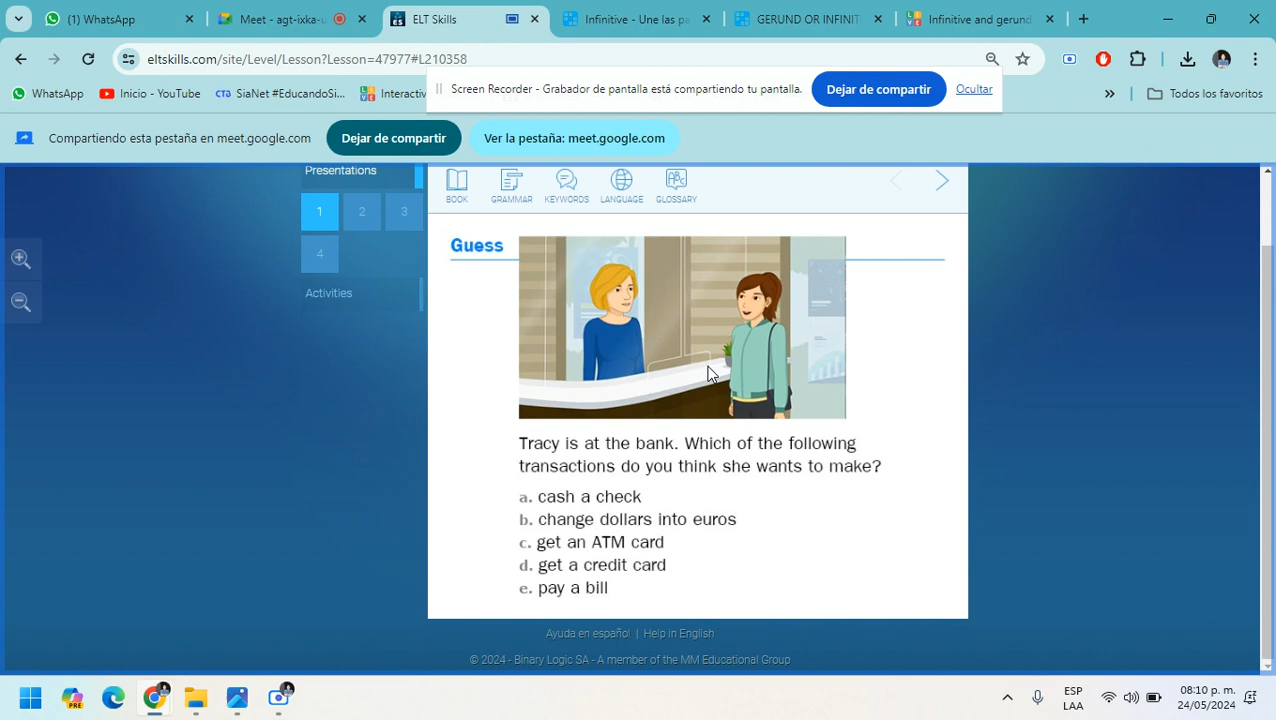 (1) WhatsApp
Meet - agt-ixka-u
ELT Skills
Infinitive - Une las pa
GERUND OR INFINIT
Infinitive and gerund
eltskills.com/site/Level/Lesson?Lesson=47977#L210358
Screen Recorder - Grabador de pantalla está compartiendo tu pantalla.
Dejar de compartir
Ocultar
WhatsApp
Inicio - YouTube
SiaNet #EducandoSi...
Interactiv
Todos los favoritos
Compartiendo esta pestaña en meet.google.com
Dejar de compartir
Ver la pestaña: meet.google.com
Presentations
1 2 3
4
Activities
BOOK GRAMMAR KEYWORDS LANGUAGE GLOSSARY
Guess
Tracy is at the bank. Which of the following
transactions do you think she wants to make?
a. cash a check
b. change dollars into euros
c. get an ATM card
d. get a credit card
e. pay a bill
Ayuda en español | Help in English
© 2024 - Binary Logic SA - A member of the MM Educational Group
PRE
ESP
LAA
08:10 p. m.
24/05/2024